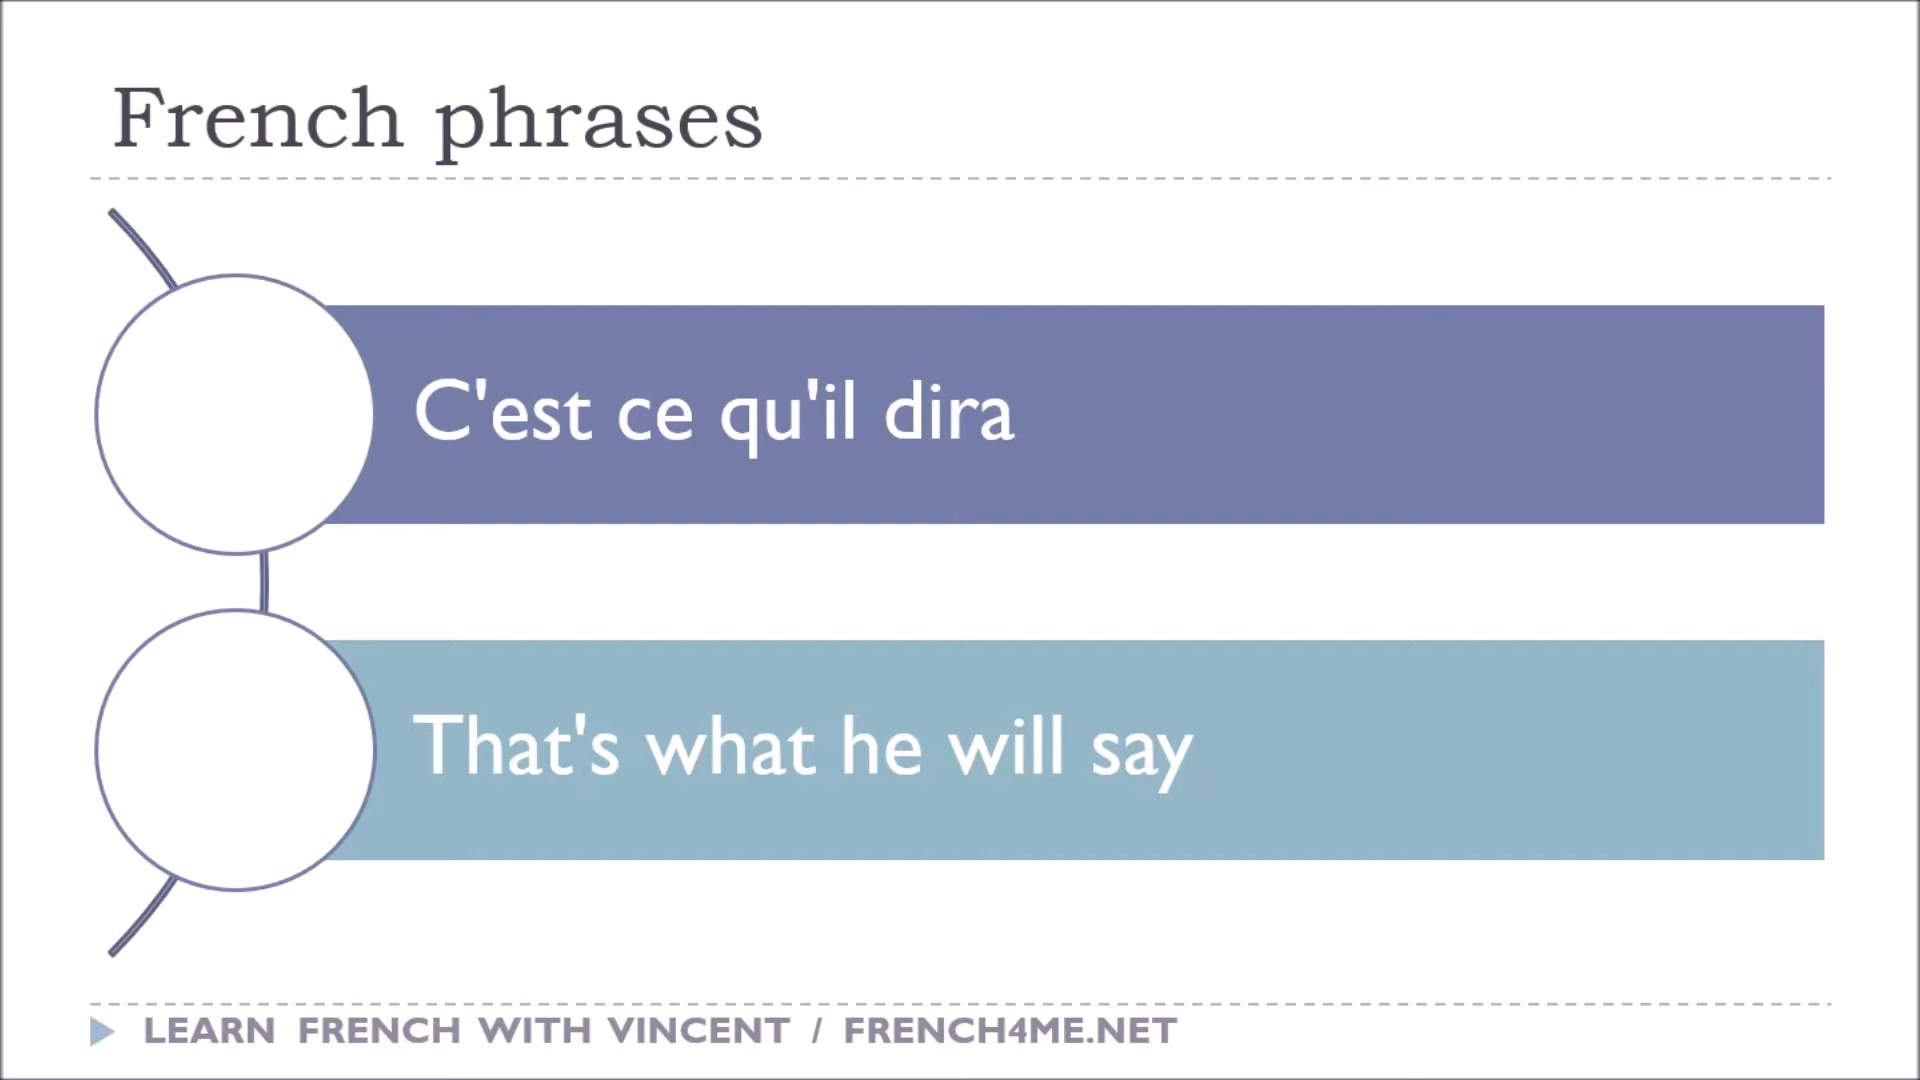 French phrases
C'est ce qu'il dira
That's what he will say
LEARN FRENCH WITH VINCENT / FRENCH4ME.NET